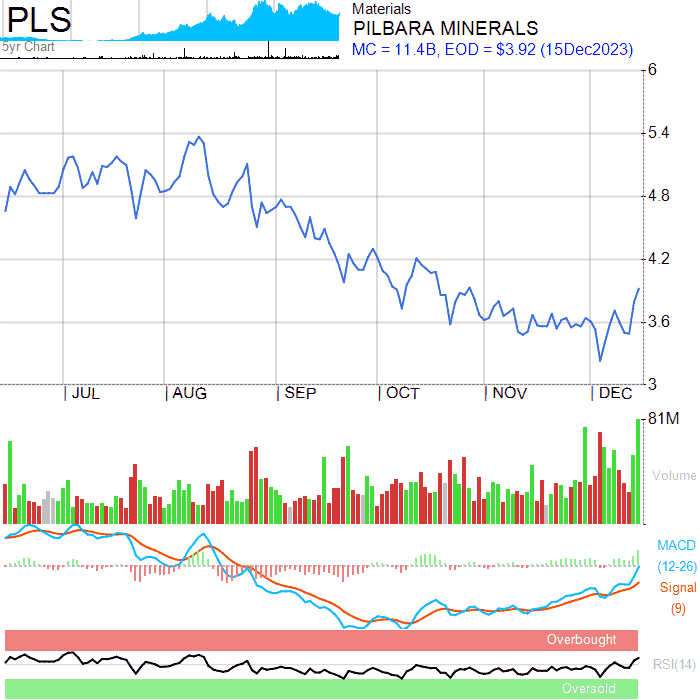 PLS
5yr Chart
Materials
PILBARA MINERALS
MC = 11.4B, EOD = $3.92 (15Dec2023)
6
5.4
4.8
4.2
3.6
3
JUL AUG SEP OCT NOV DEC
81M
Volume
MACD
(12-26)
Signal
(9)
Overbought
RSI(14)
Oversold